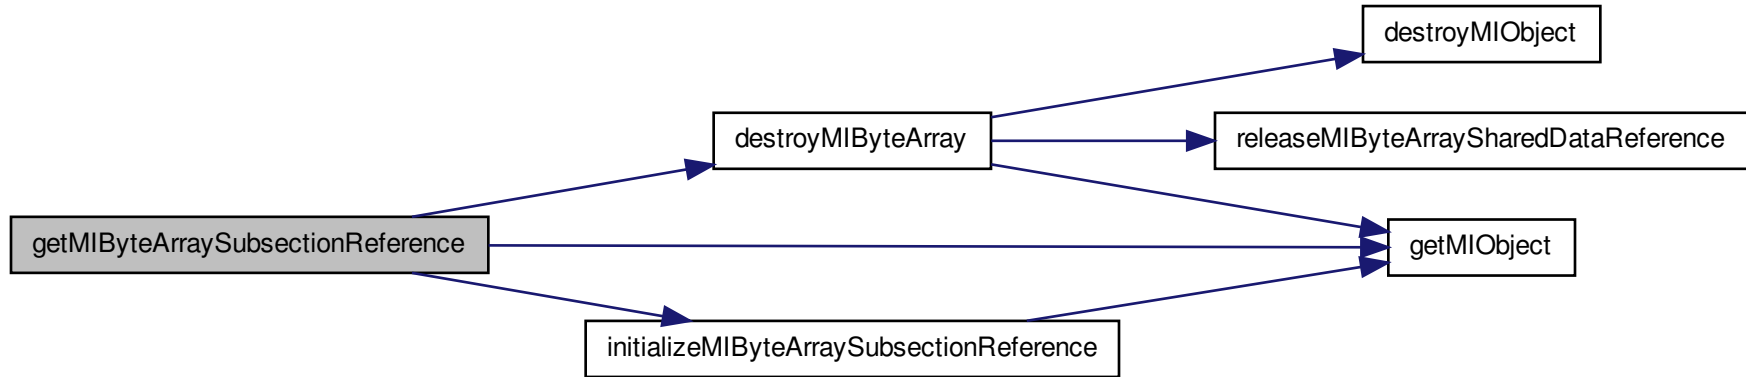 destroyMIObject
destroyMIByteArray
releaseMIByteArraySharedDataReference
getMIByteArraySubsectionReference
getMIObject
initializeMIByteArraySubsectionReference